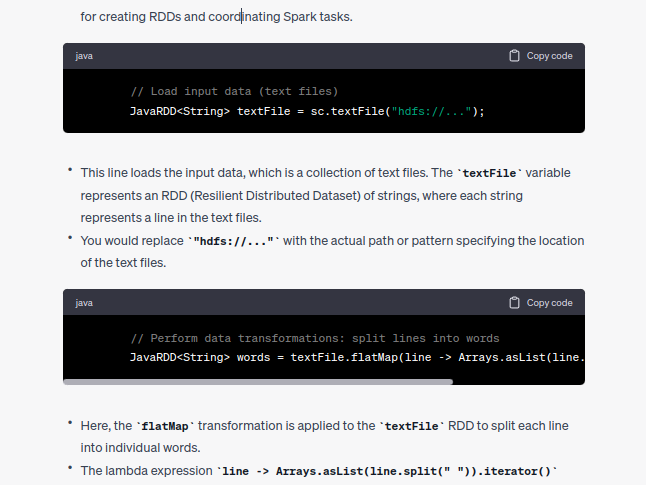 for creating RDDs and coordinating Spark tasks.
java Copy code
// Load input data (text files)
JavaRDD<String> textFile = sc.textFile("hdfs://...");
• This line loads the input data, which is a collection of text files. The `textFile` variable
represents an RDD (Resilient Distributed Dataset) of strings, where each string
represents a line in the text files.
• You would replace `"hdfs://..."` with the actual path or pattern specifying the location
of the text files.
java Copy code
// Perform data transformations: split lines into words
JavaRDD<String> words = textFile.flatMap(line -> Arrays.asList(line.
• Here, the `flatMap` transformation is applied to the `textFile` RDD to split each line
into individual words.
• The lambda expression `line -> Arrays.asList(line.split(" ")).iterator()`